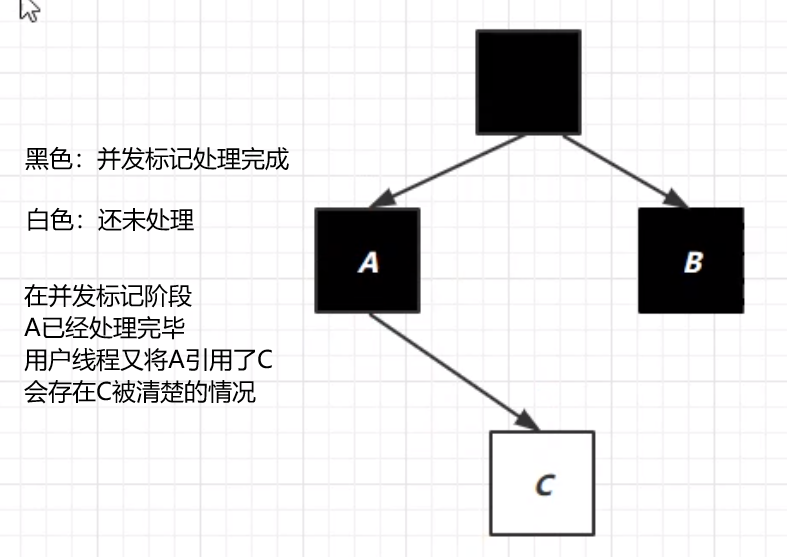 黑色：并发标记处理完成
白色：还未处理
在并发标记阶段
A已经处理完毕
用户线程又将A引用了C
会存在C被清楚的情况
A
B
C